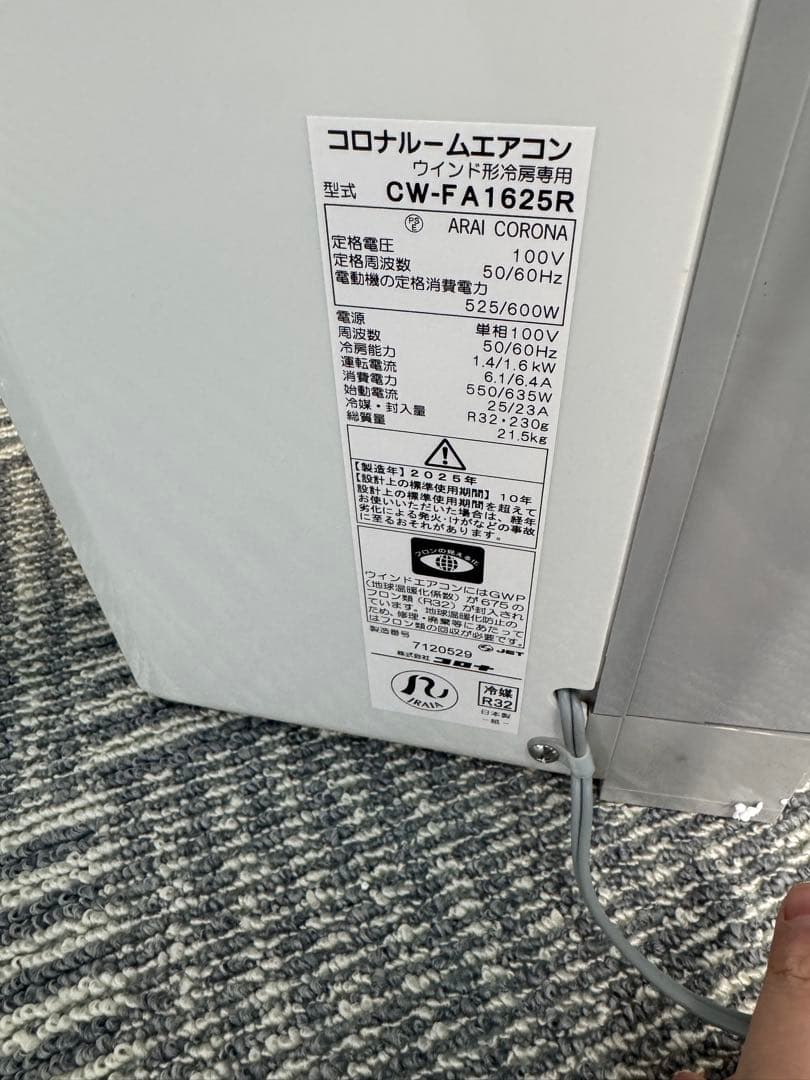 コロナルームエアコン
ウインド形冷房専用
型式 CW-FA1625R
PSE ARAI CORONA
定格電圧 100V
定格周波数 50/60Hz
電動機の定格消費電力
525/600W
電源 単相100V
周波数 50/60Hz
冷房能力 1.4/1.6kW
運転電流 6.1/6.4A
消費電力 550/635W
始動電流 25/23A
冷媒・封入量 R32・230g
総質量 21.5kg
【製造年】2025年
【設計上の標準使用期間】10年
設計上の標準使用期間を超えて
お使いいただいた場合は、経年
劣化による発火・けがなどの事故
に至るおそれがあります。
フロンの見える化
ウインドエアコンにはGWP
(地球温暖化係数)が675の
フロン類(R32)が封入され
ています。地球温暖化防止の
ため、修理・廃棄等にあたって
はフロン類の回収が必要です。
製造番号 7120529 JET
株式会社 コロナ
JRAIA
冷媒
R32
日本製
-紙-